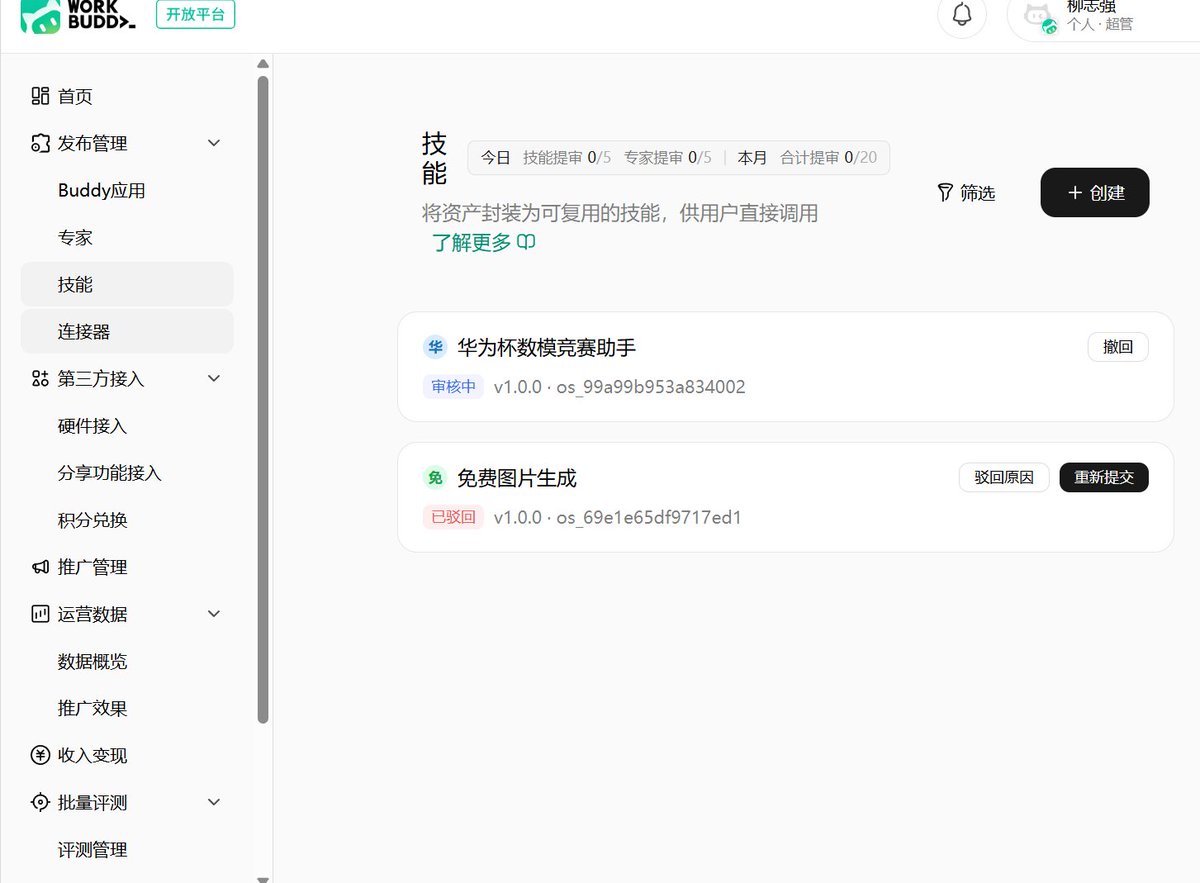 WORK
BUDD>_
开放平台
柳志强
个人 · 超管
首页
发布管理
Buddy应用
专家
技能
连接器
第三方接入
硬件接入
分享功能接入
积分兑换
推广管理
运营数据
数据概览
推广效果
收入变现
批量评测
评测管理
技能
今日 技能提审 0/5 专家提审 0/5 | 本月 合计提审 0/20
将资产封装为可复用的技能，供用户直接调用
了解更多
筛选
+ 创建
华 华为杯数模竞赛助手
撤回
审核中 v1.0.0 · os_99a99b953a834002
免 免费图片生成
驳回原因 重新提交
已驳回 v1.0.0 · os_69e1e65df9717ed1